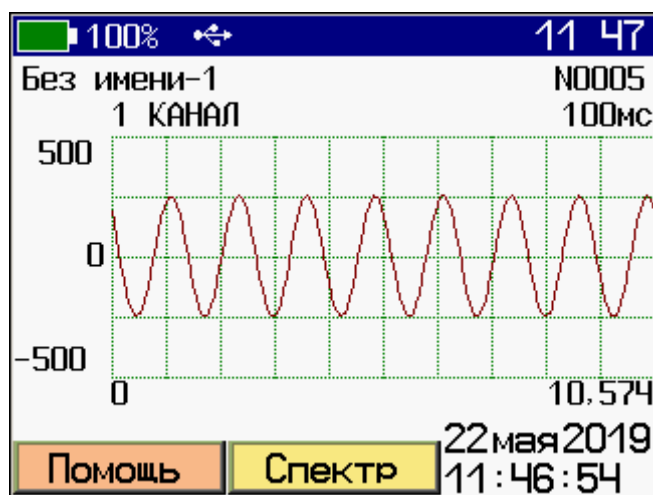 100% 11 47
Без имени-1 N0005
1 КАНАЛ 100мс
500
0
-500
0 10,574
22мая2019
Помощь Спектр 11:46:54